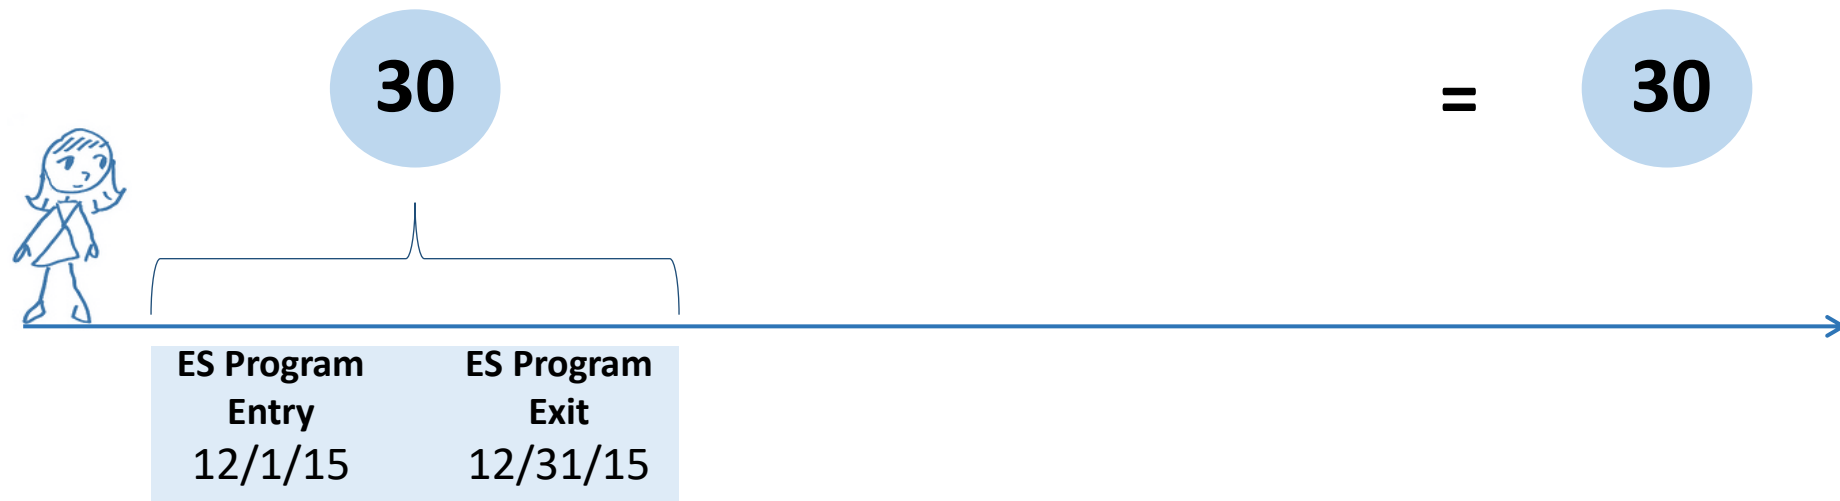 30
= 30
ES Program
Entry
12/1/15
ES Program
Exit
12/31/15